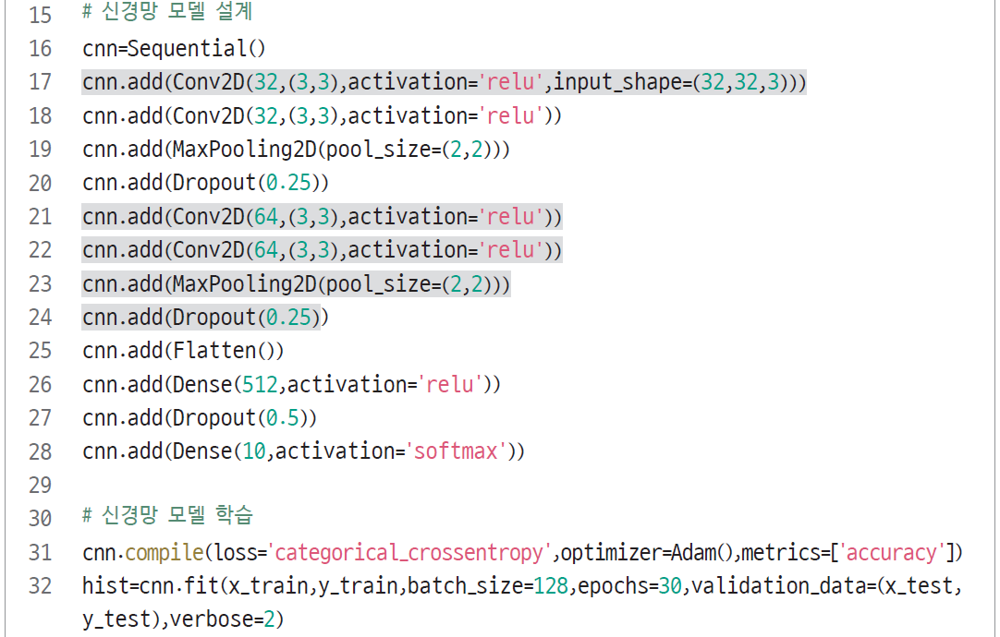 15 # 신경망 모델 설계
16 cnn=Sequential()
17 cnn.add(Conv2D(32,(3,3),activation='relu',input_shape=(32,32,3)))
18 cnn.add(Conv2D(32,(3,3),activation='relu'))
19 cnn.add(MaxPooling2D(pool_size=(2,2)))
20 cnn.add(Dropout(0.25))
21 cnn.add(Conv2D(64,(3,3),activation='relu'))
22 cnn.add(Conv2D(64,(3,3),activation='relu'))
23 cnn.add(MaxPooling2D(pool_size=(2,2)))
24 cnn.add(Dropout(0.25))
25 cnn.add(Flatten())
26 cnn.add(Dense(512,activation='relu'))
27 cnn.add(Dropout(0.5))
28 cnn.add(Dense(10,activation='softmax'))
29
30 # 신경망 모델 학습
31 cnn.compile(loss='categorical_crossentropy',optimizer=Adam(),metrics=['accuracy'])
32 hist=cnn.fit(x_train,y_train,batch_size=128,epochs=30,validation_data=(x_test,
y_test),verbose=2)